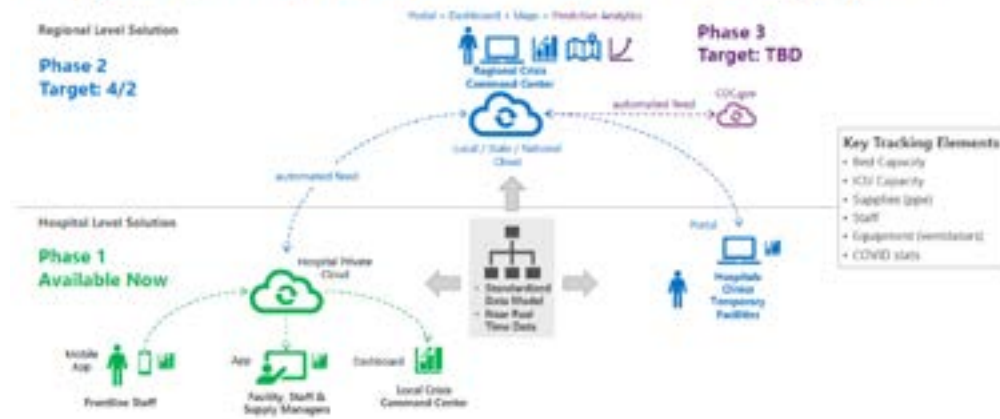 Portal + Dashboard + Maps + Prediction Analytics
Regional Level Solution
Phase 2
Target: 4/2
Phase 3
Target: TBD
Regional Crisis
Command Center
CDC.gov
automated feed
Local / State / National
Cloud
automated feed
Key Tracking Elements
• Bed Capacity
• ICU Capacity
• Supplies (ppe)
• Staff
• Equipment (ventilators)
• COVID stats
Hospital Level Solution
Phase 1
Available Now
Hospital Private
Cloud
Portal
• Standardized
Data Model
• Near Real
Time Data
Hospitals
Clinics
Temporary
Facilities
Mobile
App
App
Dashboard
Frontline Staff
Facility, Staff &
Supply Managers
Local Crisis
Command Center